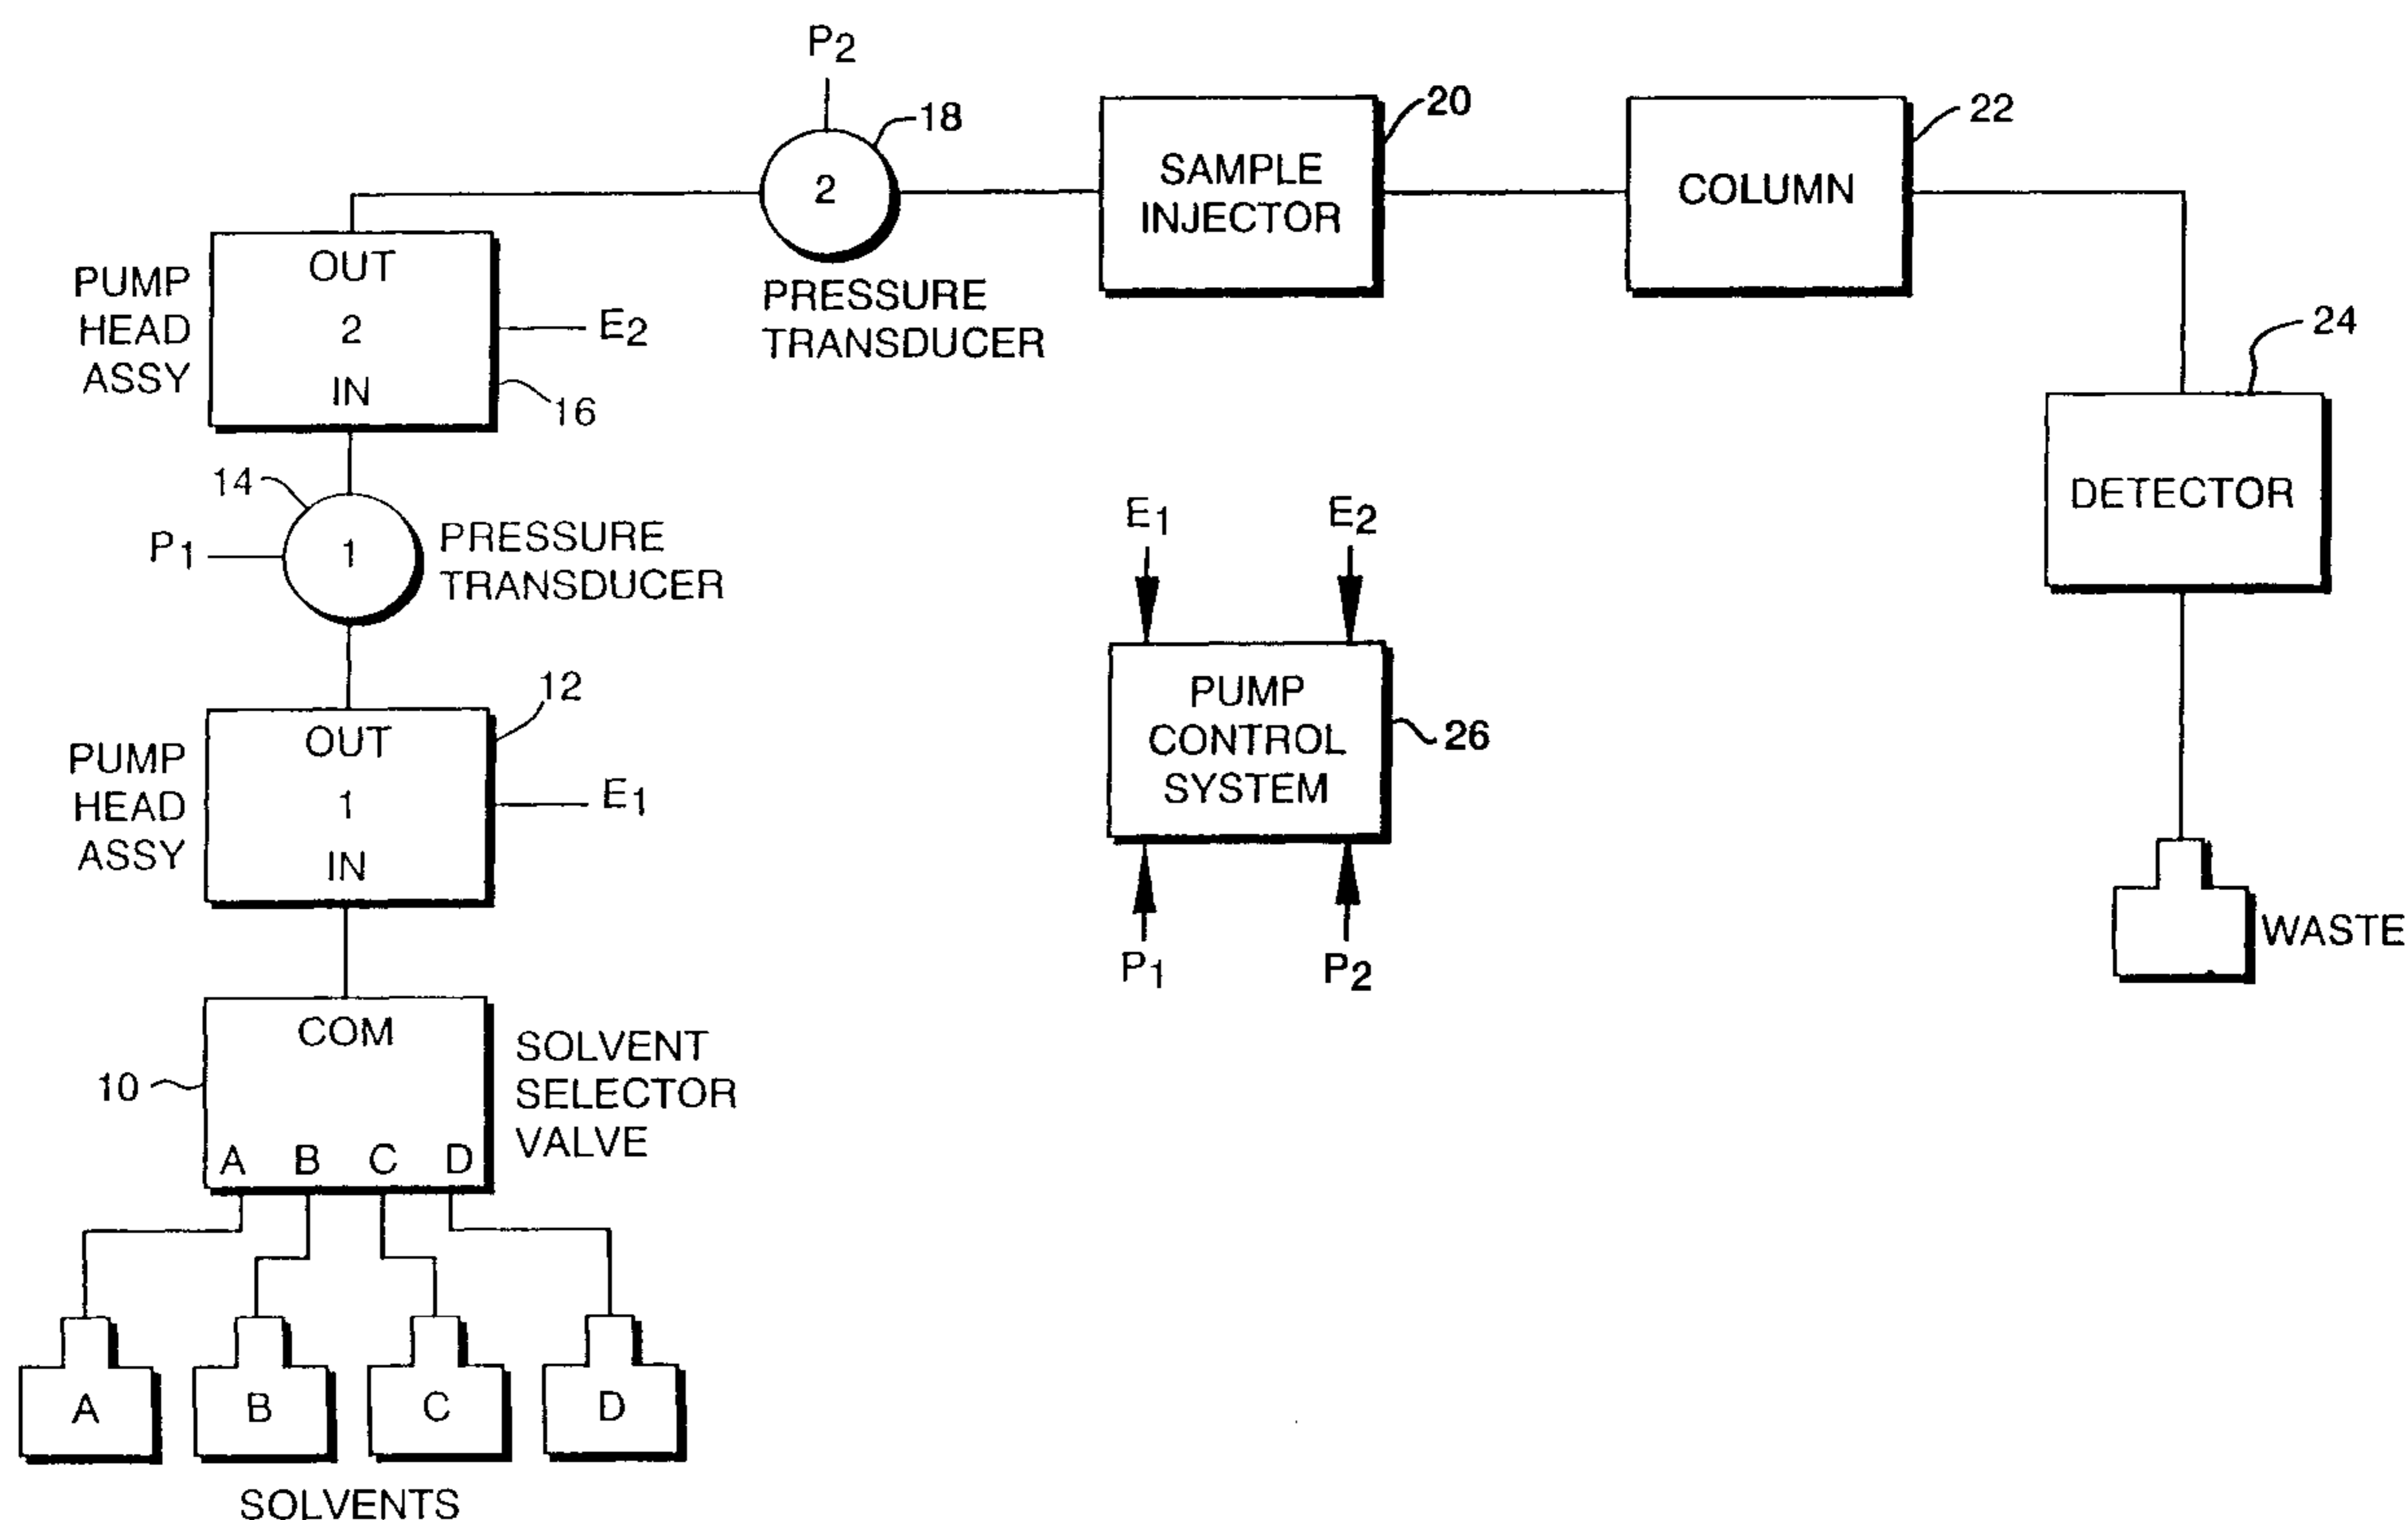 P2
18
2
PRESSURE
TRANSDUCER
20
SAMPLE
INJECTOR
22
COLUMN
24
DETECTOR
WASTE
PUMP
HEAD
ASSY
OUT
2
IN
E2
16
14
P1
1
PRESSURE
TRANSDUCER
12
PUMP
HEAD
ASSY
OUT
1
IN
E1
E1
E2
PUMP
CONTROL
SYSTEM
26
P1
P2
10
COM
A B C D
SOLVENT
SELECTOR
VALVE
A
B
C
D
SOLVENTS